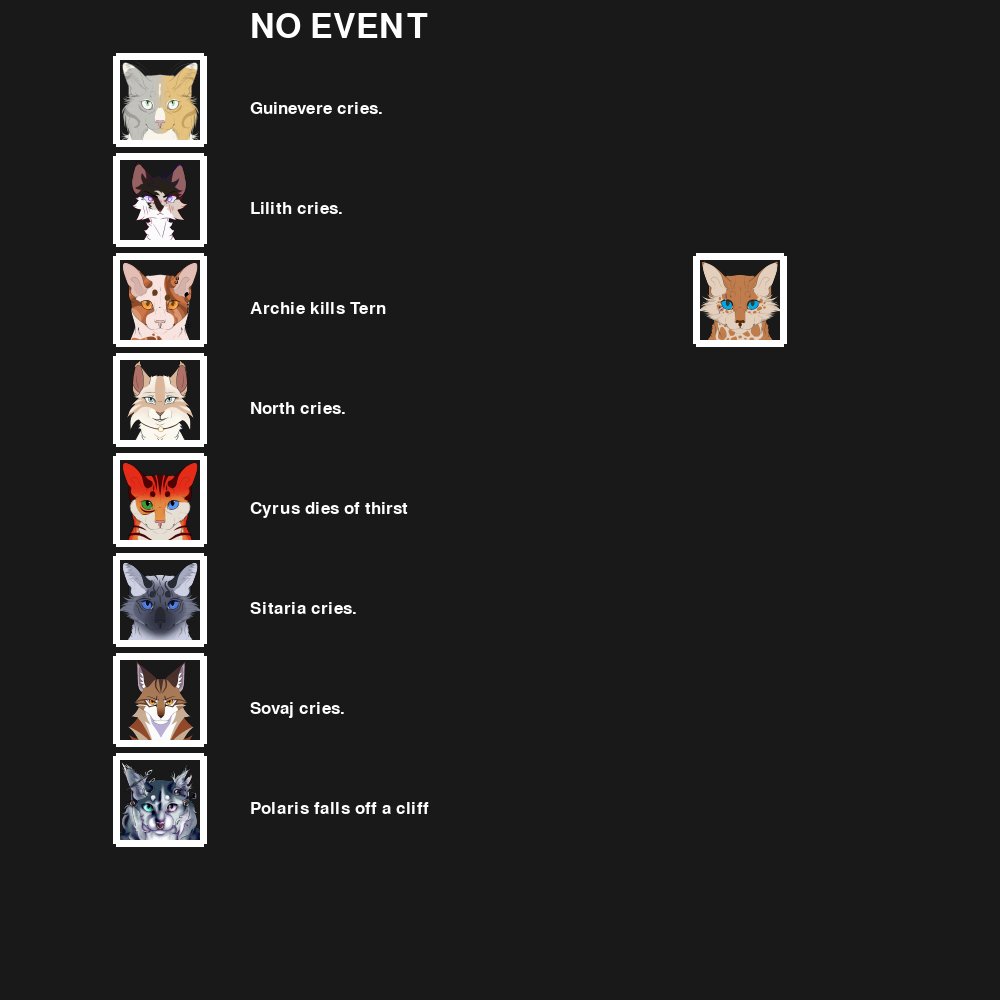 NO EVENT
Guinevere cries.
Lilith cries.
Archie kills Tern
North cries.
Cyrus dies of thirst
Sitaria cries.
Sovaj cries.
Polaris falls off a cliff